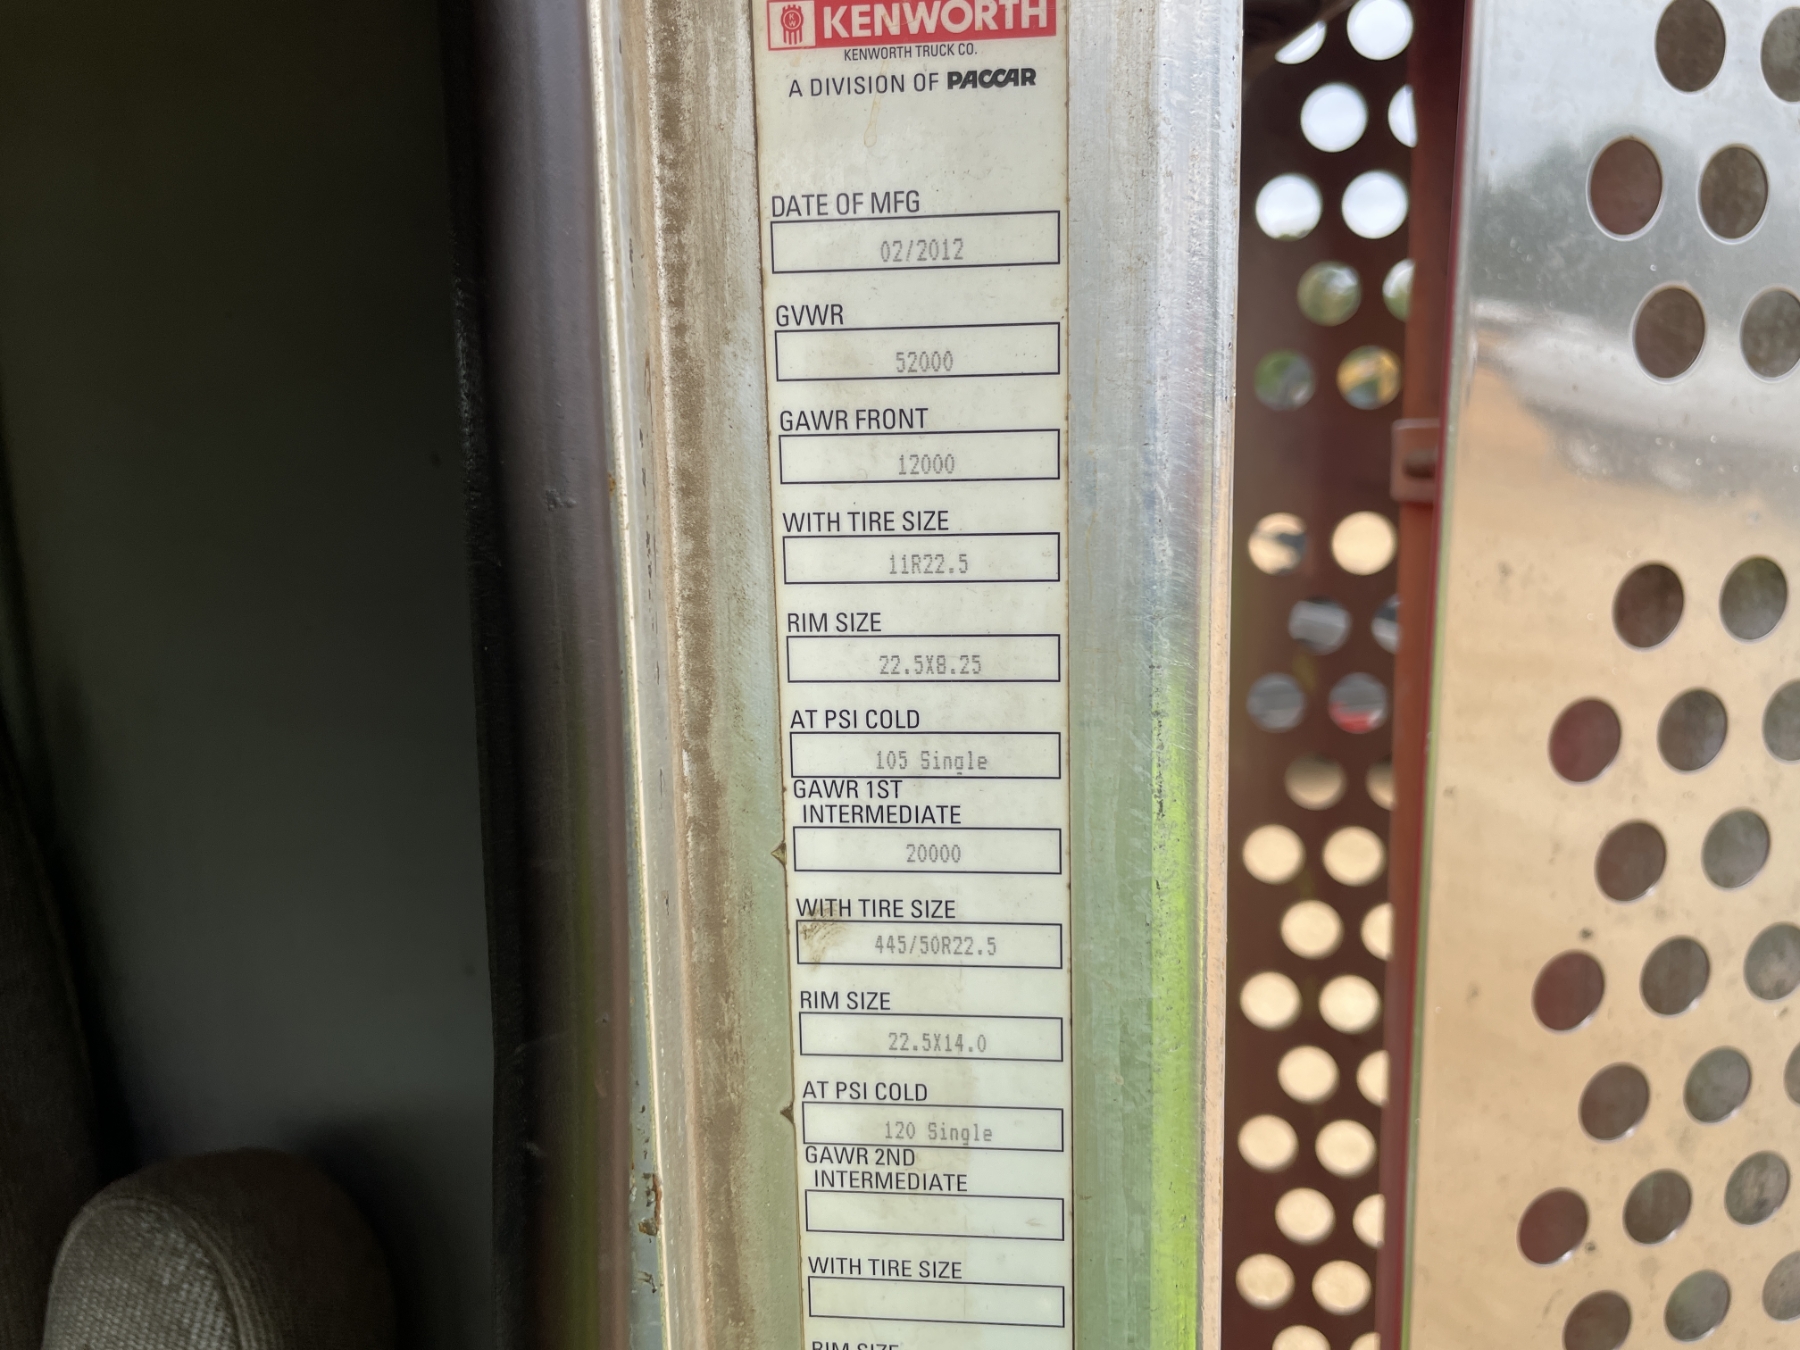 KENWORTH
KENWORTH TRUCK CO.
A DIVISION OF PACCAR
DATE OF MFG
02/2012
GVWR
52000
GAWR FRONT
12000
WITH TIRE SIZE
11R22.5
RIM SIZE
22.5X8.25
AT PSI COLD
105 Single
GAWR 1ST
INTERMEDIATE
20000
WITH TIRE SIZE
445/50R22.5
RIM SIZE
22.5X14.0
AT PSI COLD
120 Single
GAWR 2ND
INTERMEDIATE
WITH TIRE SIZE
RIM SIZE